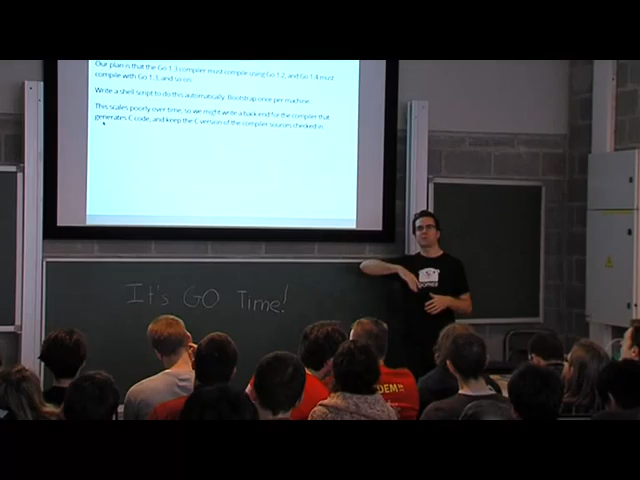 Our plan is that the Go 1.3 compiler must compile using Go 1.2, and Go 1.4 must
compile with Go 1.3, and so on.
Write a shell script to do this automatically. Bootstrap once per machine.
This scales poorly over time, so we might write a back end for the compiler that
generates C code, and keep the C version of the compiler sources checked in.
It's GO Time!
DEM